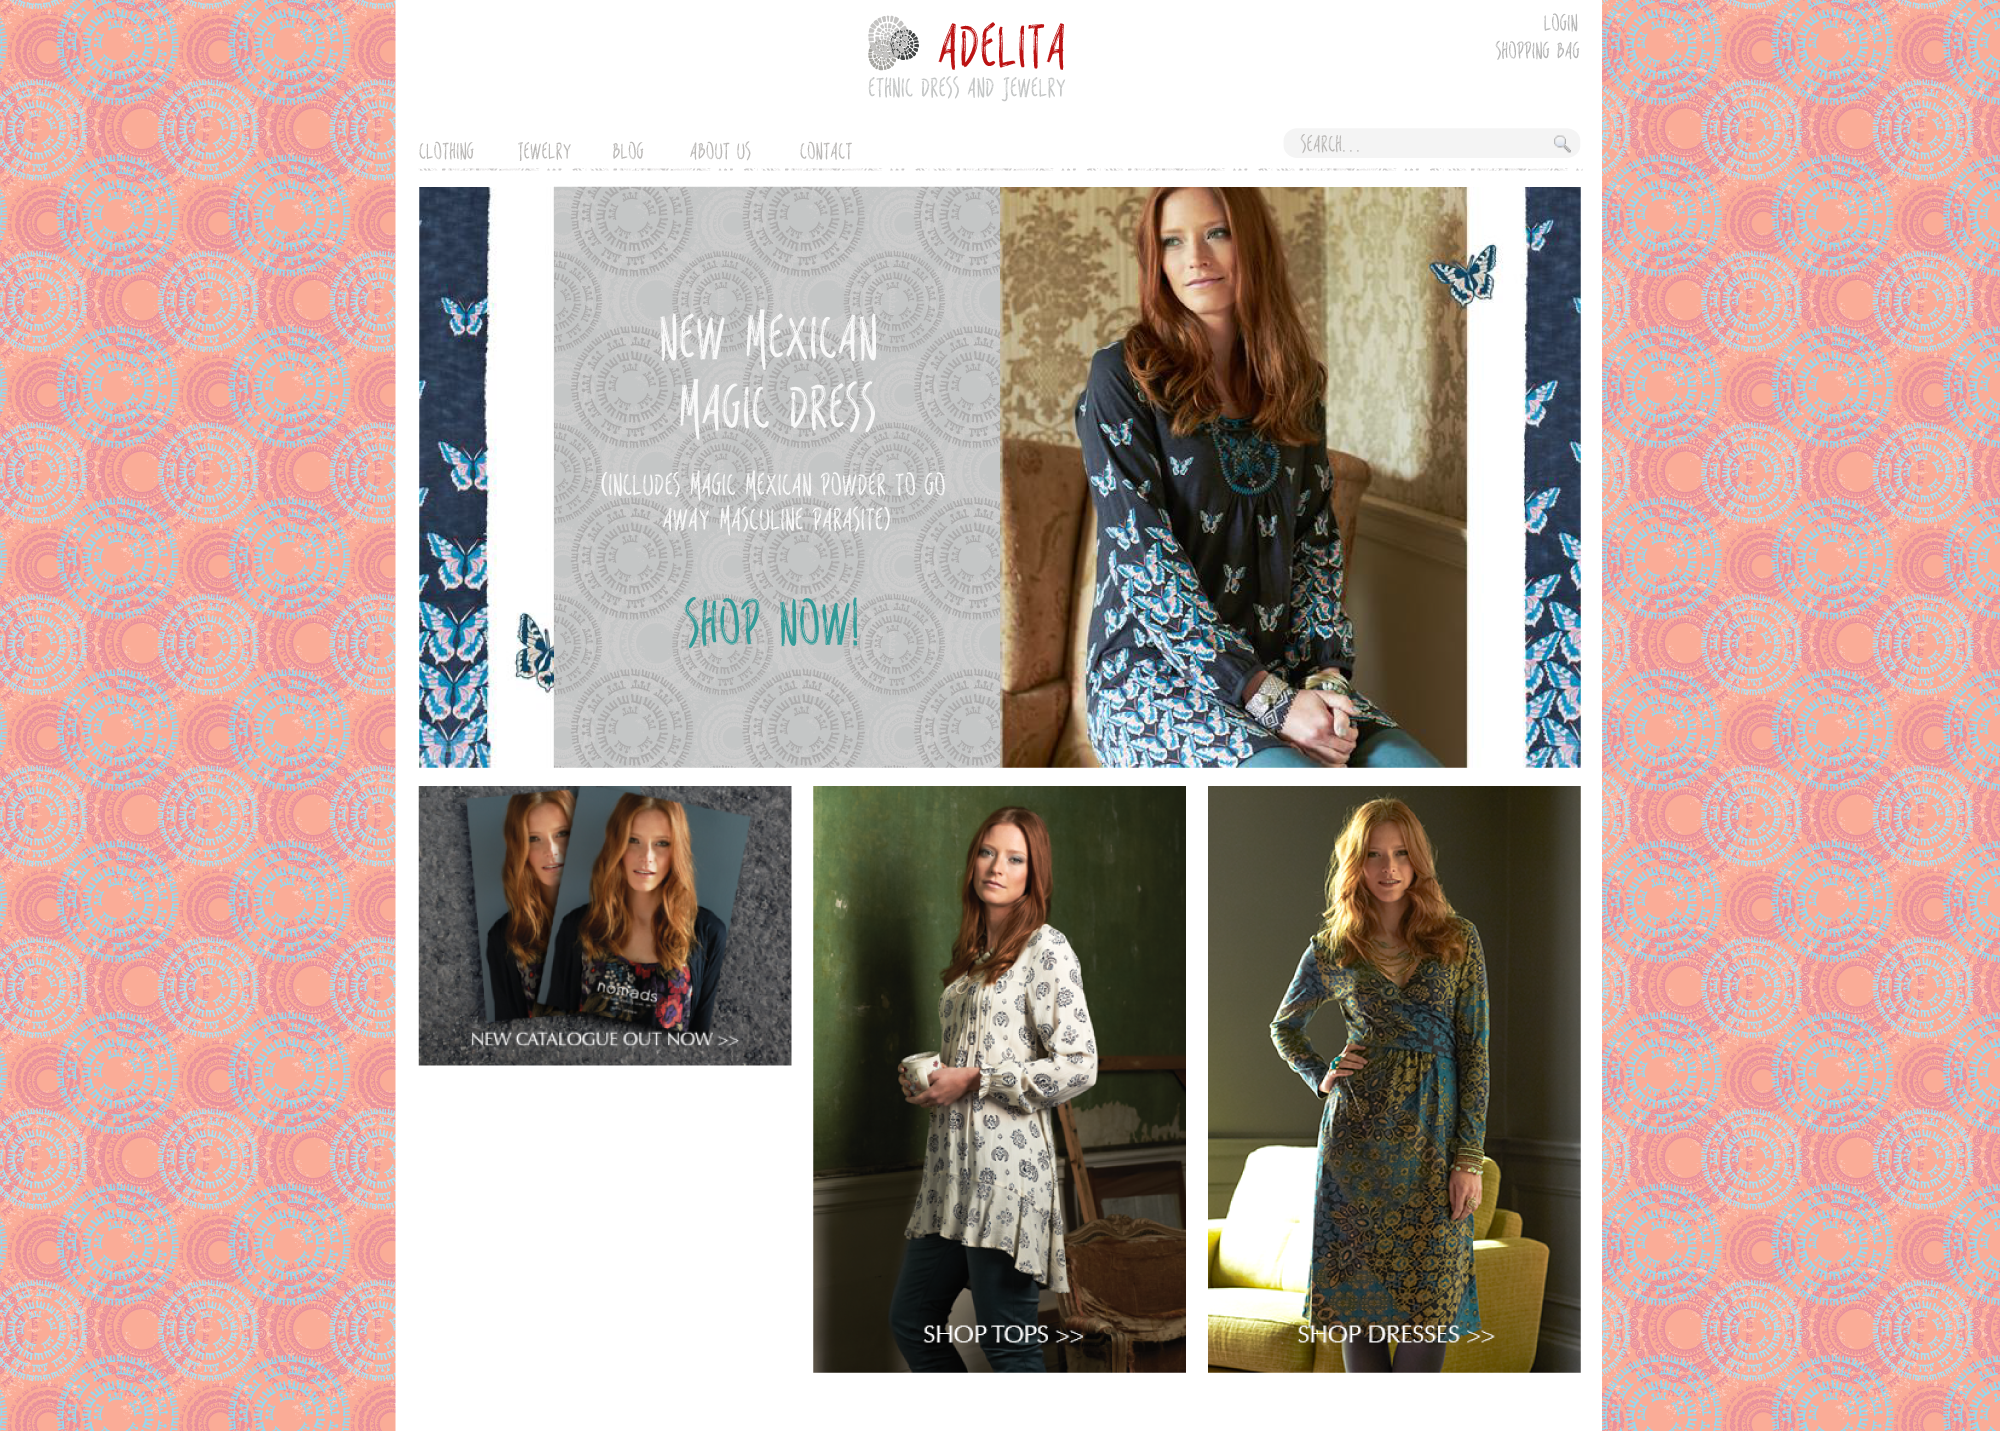 LOGIN
ADELITA
SHOPPING BAG
ETHNIC DRESS AND JEWELRY
CLOTHING JEWELRY BLOG ABOUT US CONTACT
SEARCH...
NEW MEXICAN
MAGIC DRESS
(INCLUDES MAGIC MEXICAN POWDER TO GO
AWAY MASCULINE PARASITE)
SHOP NOW!
nomads
NEW CATALOGUE OUT NOW >>
SHOP TOPS >>
SHOP DRESSES >>